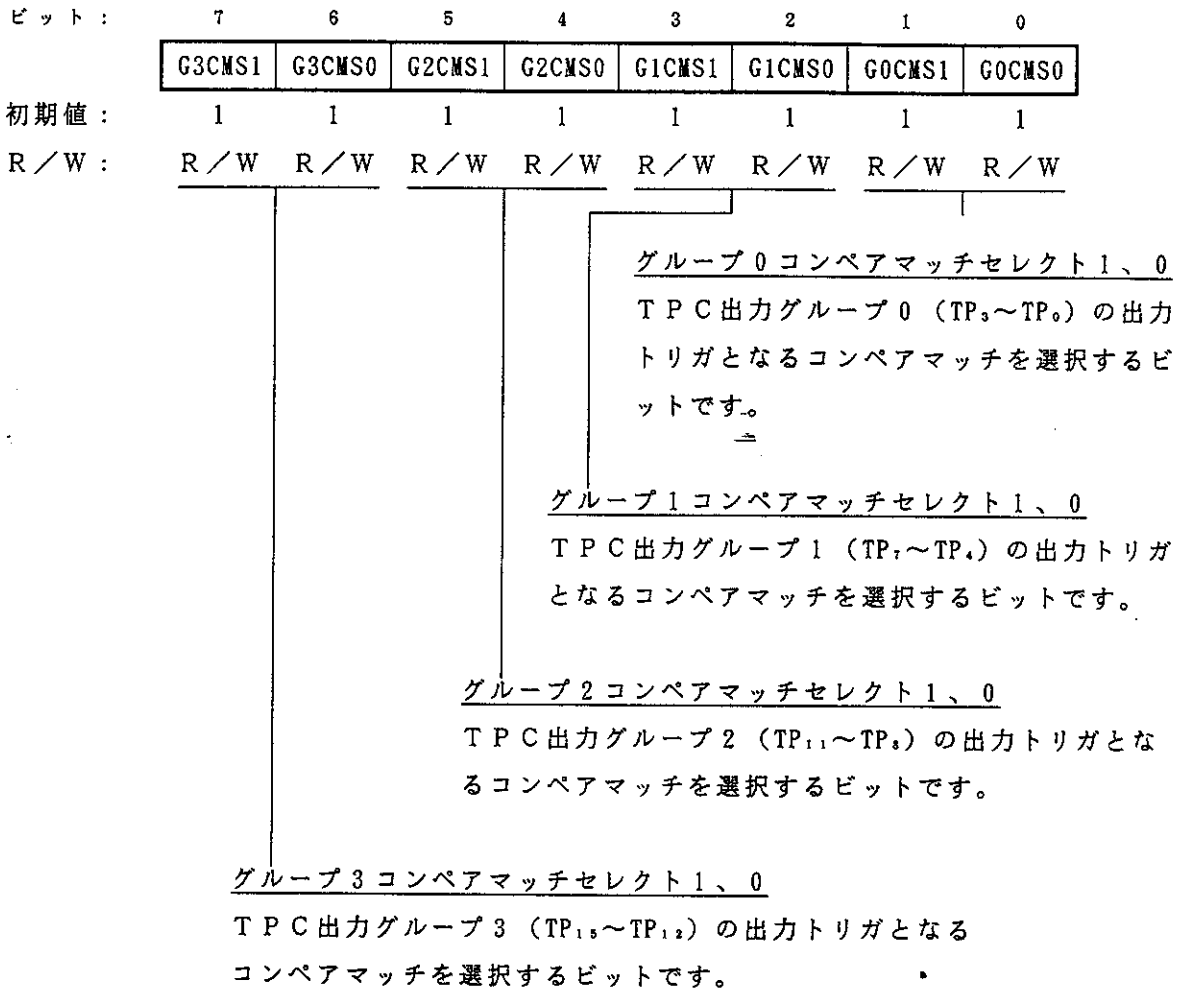 ビット： 7 6 5 4 3 2 1 0
G3CMS1 G3CMS0 G2CMS1 G2CMS0 G1CMS1 G1CMS0 G0CMS1 G0CMS0
初期値： 1 1 1 1 1 1 1 1
R／W： R／W R／W R／W R／W R／W R／W R／W R／W
グループ0コンペアマッチセレクト1、0
TPC出力グループ0（TP₃～TP₀）の出力
トリガとなるコンペアマッチを選択するビ
ットです。
グループ1コンペアマッチセレクト1、0
TPC出力グループ1（TP₇～TP₄）の出力トリガ
となるコンペアマッチを選択するビットです。
グループ2コンペアマッチセレクト1、0
TPC出力グループ2（TP₁₁～TP₈）の出力トリガとな
るコンペアマッチを選択するビットです。
グループ3コンペアマッチセレクト1、0
TPC出力グループ3（TP₁₅～TP₁₂）の出力トリガとなる
コンペアマッチを選択するビットです。